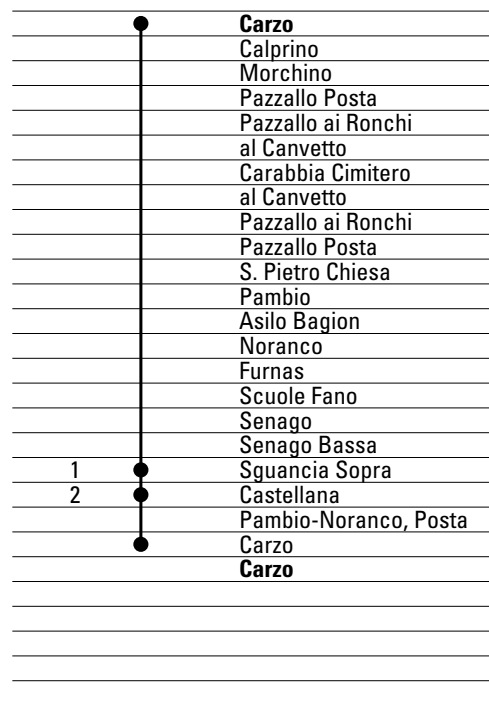 Carzo
Calprino
Morchino
Pazzallo Posta
Pazzallo ai Ronchi
al Canvetto
Carabbia Cimitero
al Canvetto
Pazzallo ai Ronchi
Pazzallo Posta
S. Pietro Chiesa
Pambio
Asilo Bagion
Noranco
Furnas
Scuole Fano
Senago
Senago Bassa
1 Sguancia Sopra
2 Castellana
Pambio-Noranco, Posta
Carzo
Carzo